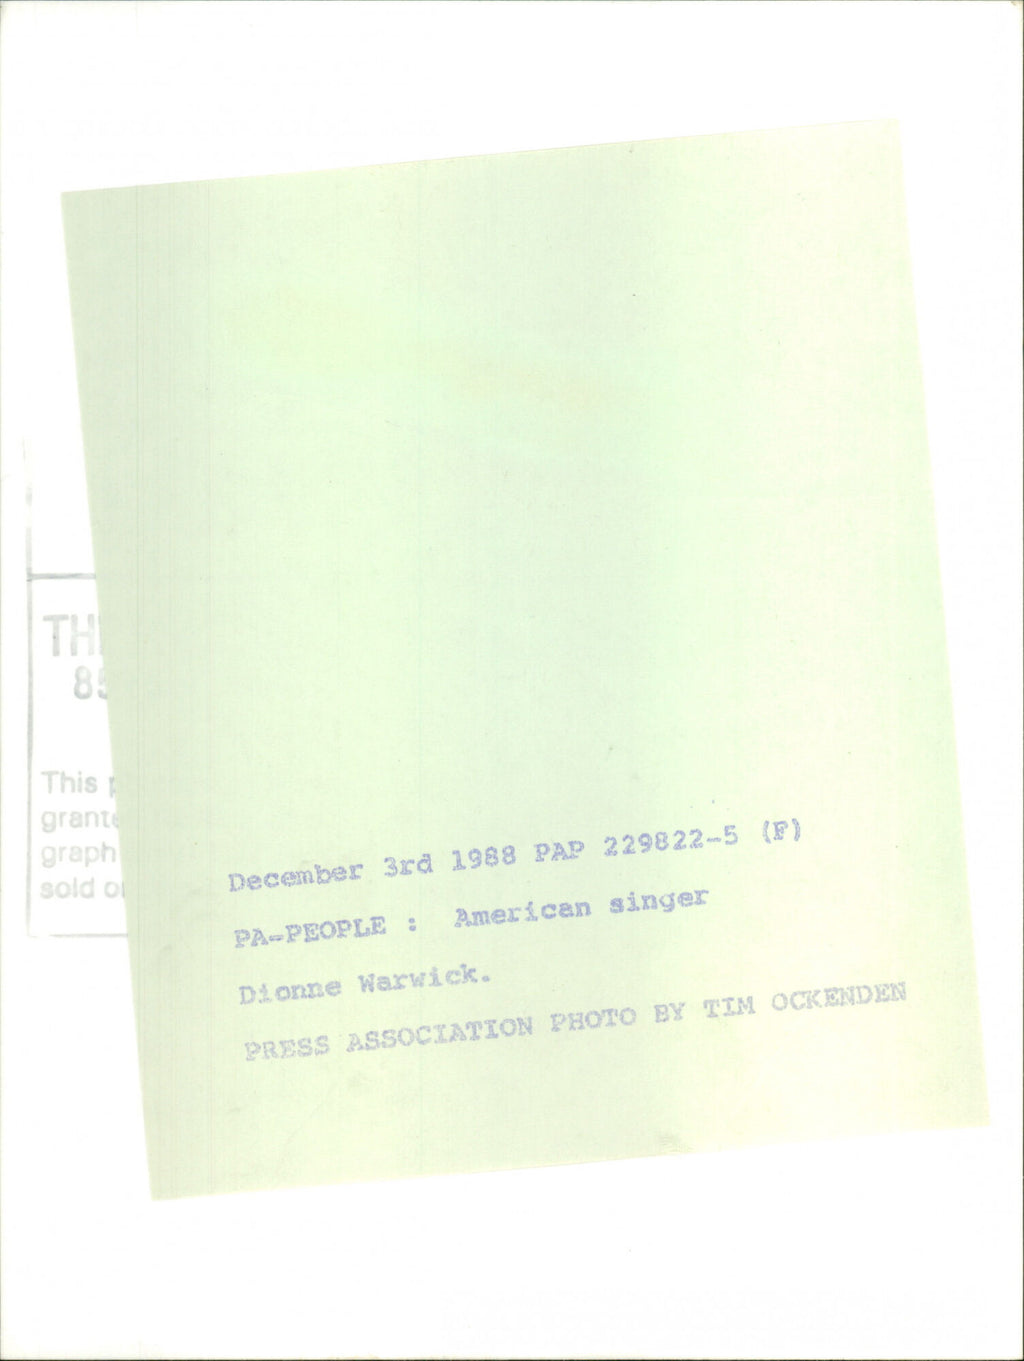 TH
85
This
grante
graph
sold
December 3rd 1988 PAP 229822-5 (F)
PA-PEOPLE : American singer
Dionne Warwick.
PRESS ASSOCIATION PHOTO BY TIM OCKENDEN